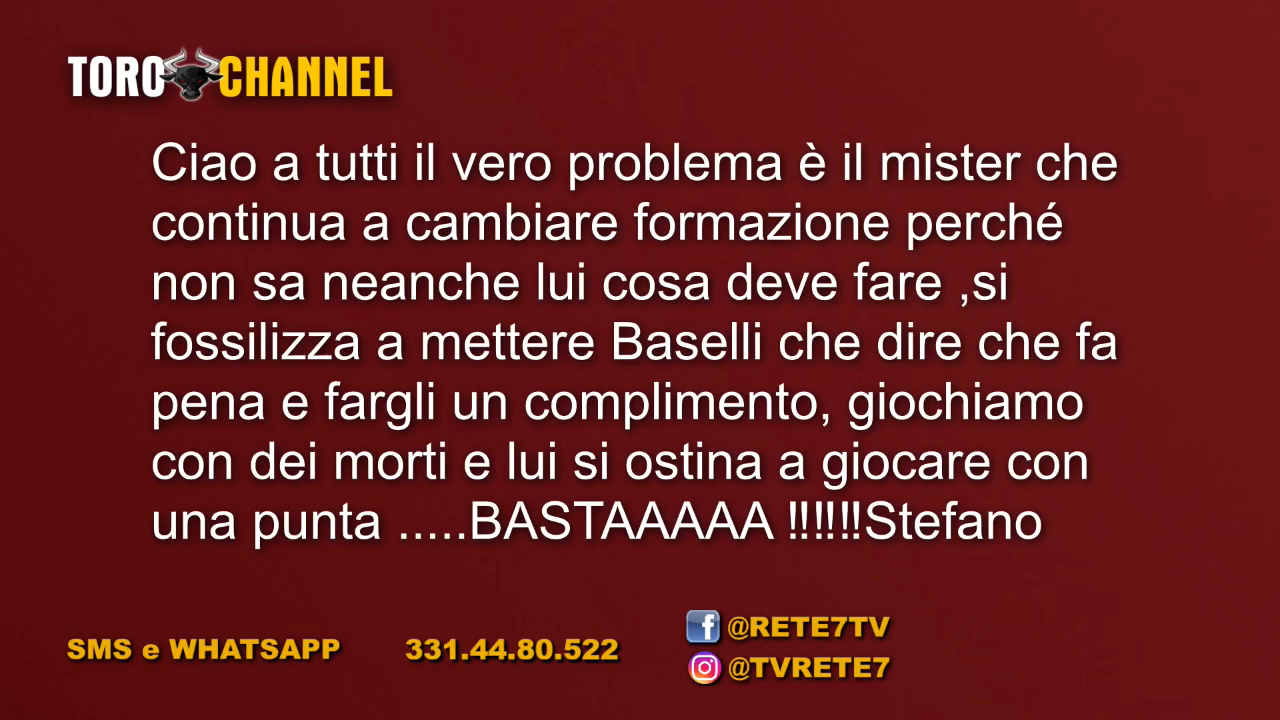 TORO CHANNEL
Ciao a tutti il vero problema è il mister che
continua a cambiare formazione perché
non sa neanche lui cosa deve fare ,si
fossilizza a mettere Baselli che dire che fa
pena e fargli un complimento, giochiamo
con dei morti e lui si ostina a giocare con
una punta .....BASTAAAAA !!!!!!Stefano
SMS e WHATSAPP 331.44.80.522
@RETE7TV
@TVRETE7